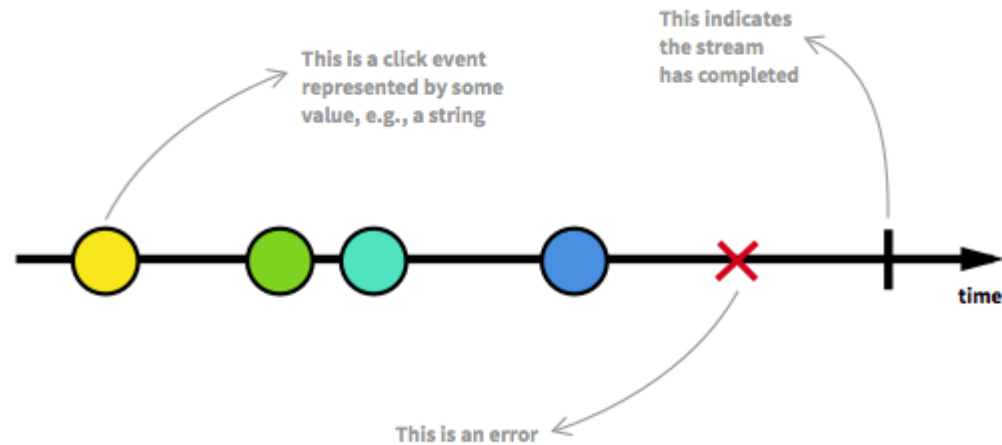 This is a click event
represented by some
value, e.g., a string
This indicates
the stream
has completed
time
This is an error